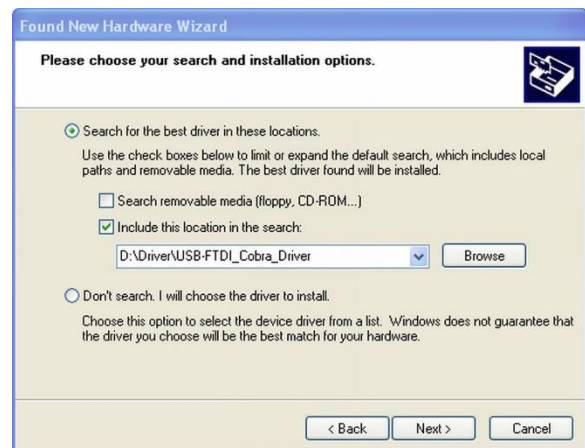 Found New Hardware Wizard
Please choose your search and installation options.
Search for the best driver in these locations.
Use the check boxes below to limit or expand the default search, which includes local
paths and removable media. The best driver found will be installed.
Search removable media (floppy, CD-ROM...)
Include this location in the search:
D:\Driver\USB-FTDI_Cobra_Driver
Browse
Don't search. I will choose the driver to install.
Choose this option to select the device driver from a list. Windows does not guarantee that
the driver you choose will be the best match for your hardware.
< Back
Next >
Cancel